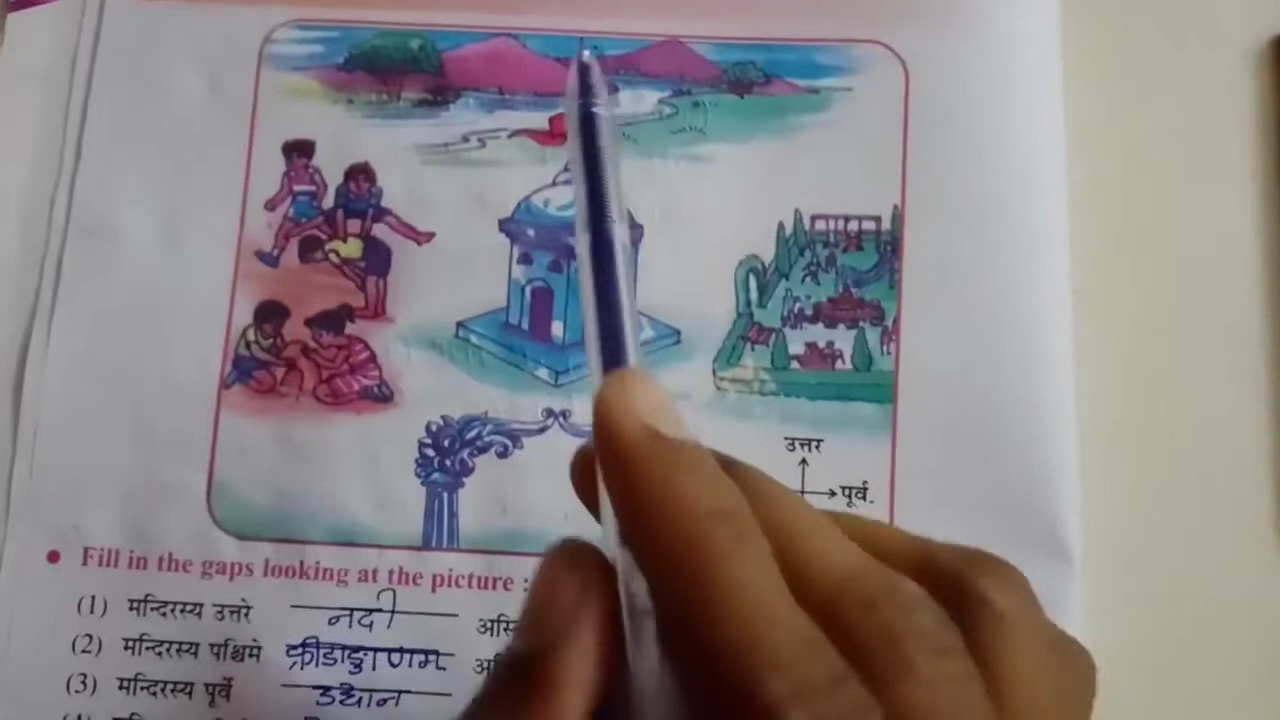 उत्तर
पूर्व.
Fill in the gaps looking at the picture :
(1) मन्दिरस्य उत्तरे नदी
(2) मन्दिरस्य पश्चिमे क्रीडाङ्गणम्
(3) मन्दिरस्य पूर्वे उद्यान